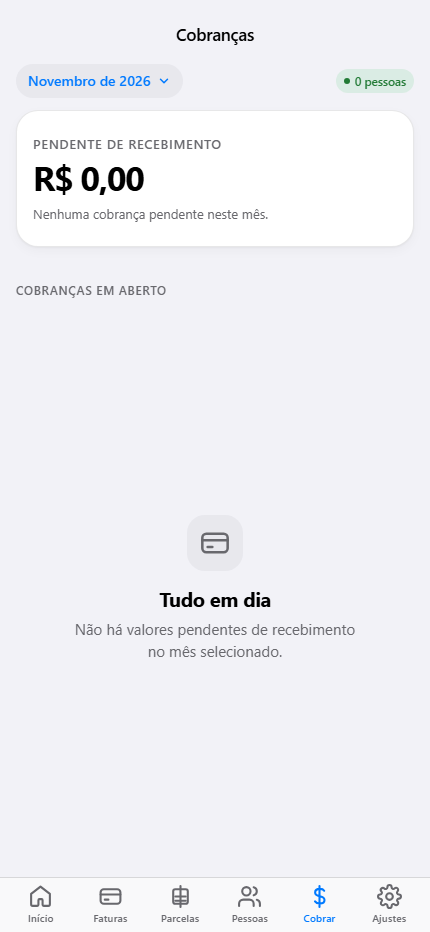 Cobranças
Novembro de 2026
0 pessoas
PENDENTE DE RECEBIMENTO
R$ 0,00
Nenhuma cobrança pendente neste mês.
COBRANÇAS EM ABERTO
Tudo em dia
Não há valores pendentes de recebimento
no mês selecionado.
Início
Faturas
Parcelas
Pessoas
Cobrar
Ajustes